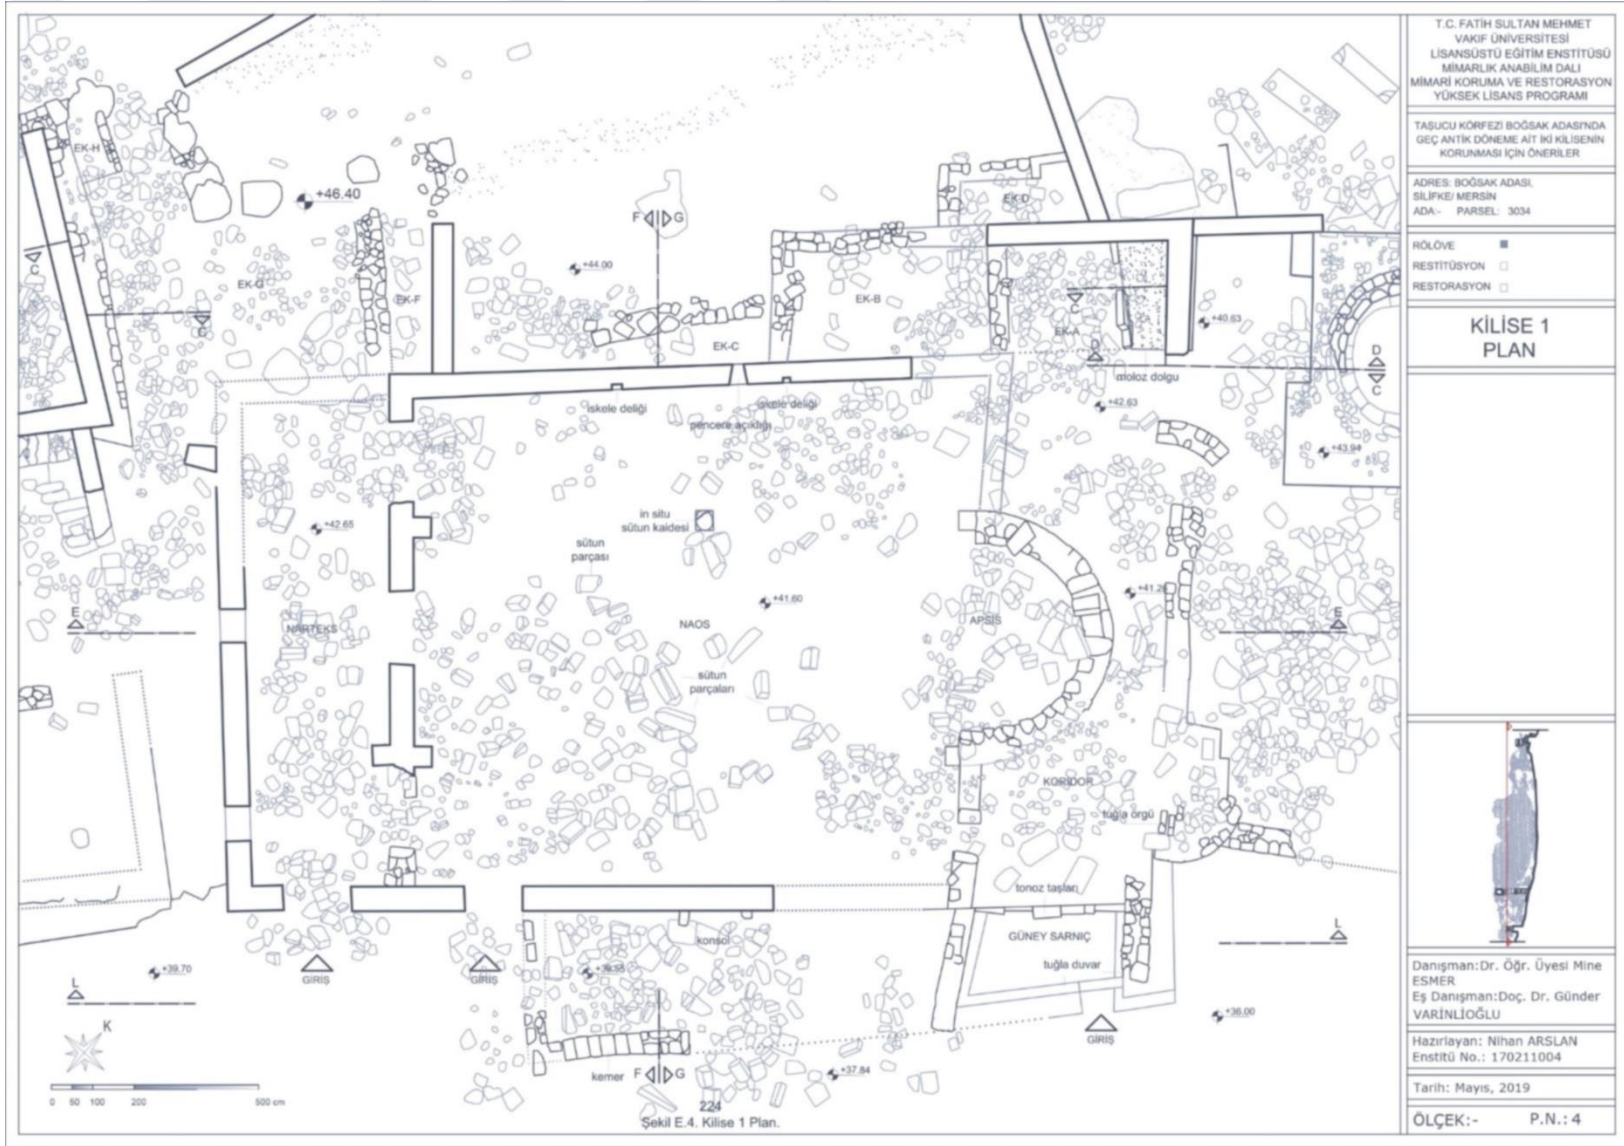 EK-H
+46.40
F G
EK-D
C
+44.00
EK-G
EK-F
EK-B
C
+40.63
G
EK-A
EK-C
D
D
moloz dolgu
C
iskele deliği
iskele deliği
+42.63
pencere açıklığı
+43.94
in situ
sütun kaidesi
+42.65
sütun
parçası
+41.60
E
E
NARTEKS
NAOS
APSİS
sütun
parçaları
KORİDOR
tuğla örgü
tonoz taşları
GÜNEY SARNIÇ
konsol
L
tuğla duvar
+39.70
GİRİŞ
GİRİŞ
L
+36.00
K
GİRİŞ
kemer
F G
+37.84
0 50 100 200 500 cm
224
Şekil E.4. Kilise 1 Plan.
T.C. FATİH SULTAN MEHMET
VAKIF ÜNİVERSİTESİ
LİSANSÜSTÜ EĞİTİM ENSTİTÜSÜ
MİMARLIK ANABİLİM DALI
MİMARİ KORUMA VE RESTORASYON
YÜKSEK LİSANS PROGRAMI
TAŞUCU KÖRFEZİ BOĞSAK ADASI'NDA
GEÇ ANTİK DÖNEME AİT İKİ KİLİSENİN
KORUNMASI İÇİN ÖNERİLER
ADRES: BOĞSAK ADASI,
SİLİFKE/ MERSİN
ADA:- PARSEL: 3034
RÖLÖVE
RESTİTÜSYON
RESTORASYON
KİLİSE 1
PLAN
Danışman:Dr. Öğr. Üyesi Mine
ESMER
Eş Danışman:Doç. Dr. Günder
VARİNLİOĞLU
Hazırlayan: Nihan ARSLAN
Enstitü No.: 170211004
Tarih: Mayıs, 2019
ÖLÇEK:- P.N.: 4